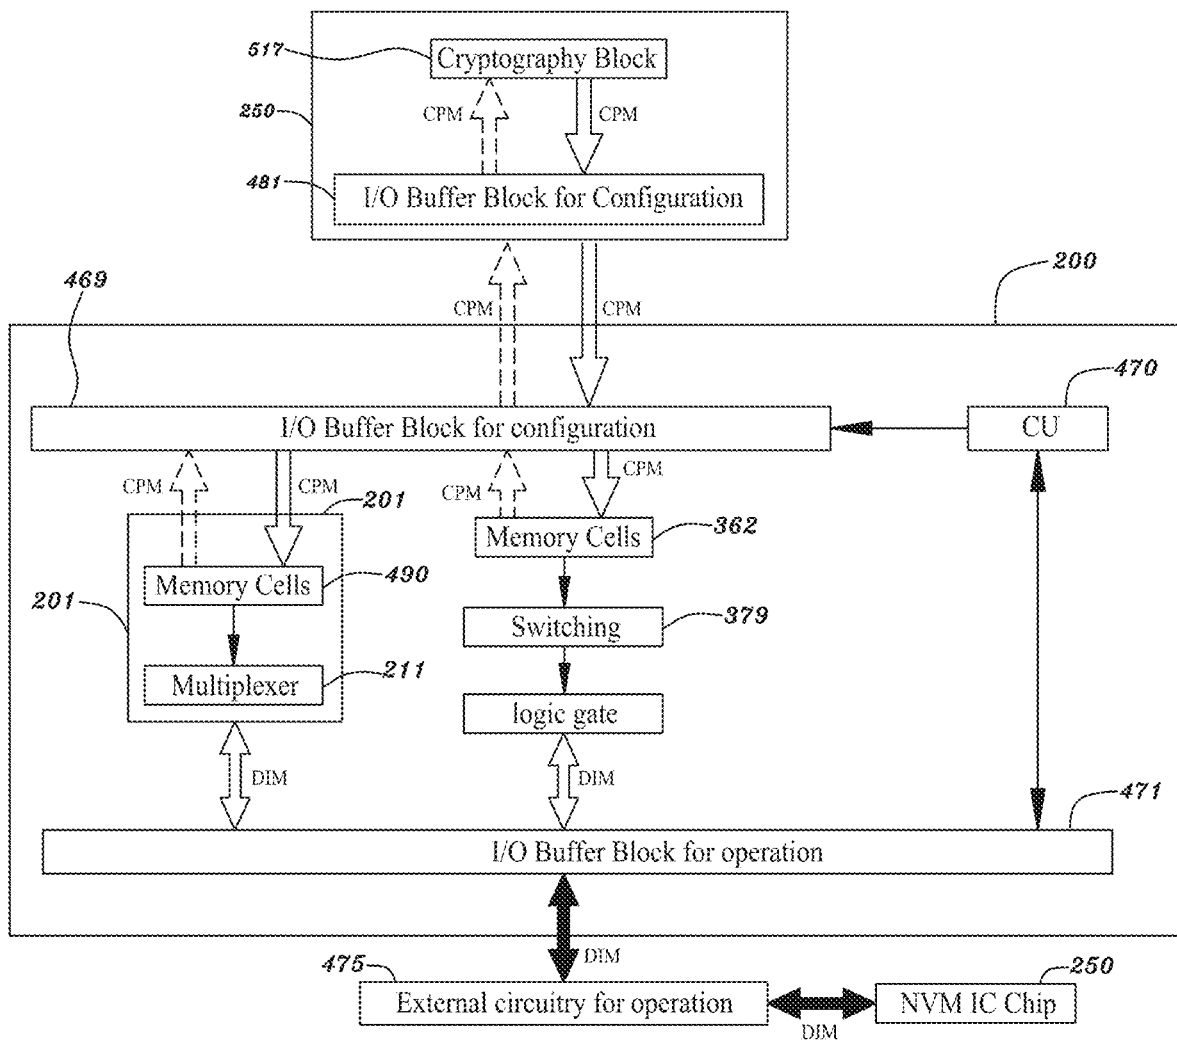 517
Cryptography Block
250
CPM
CPM
481
I/O Buffer Block for Configuration
469
CPM
CPM
200
470
I/O Buffer Block for configuration
CU
CPM
CPM
CPM
CPM
201
362
Memory Cells
Memory Cells
490
201
379
Switching
211
Multiplexer
logic gate
DIM
DIM
471
I/O Buffer Block for operation
DIM
475
250
External circuitry for operation
NVM IC Chip
DIM